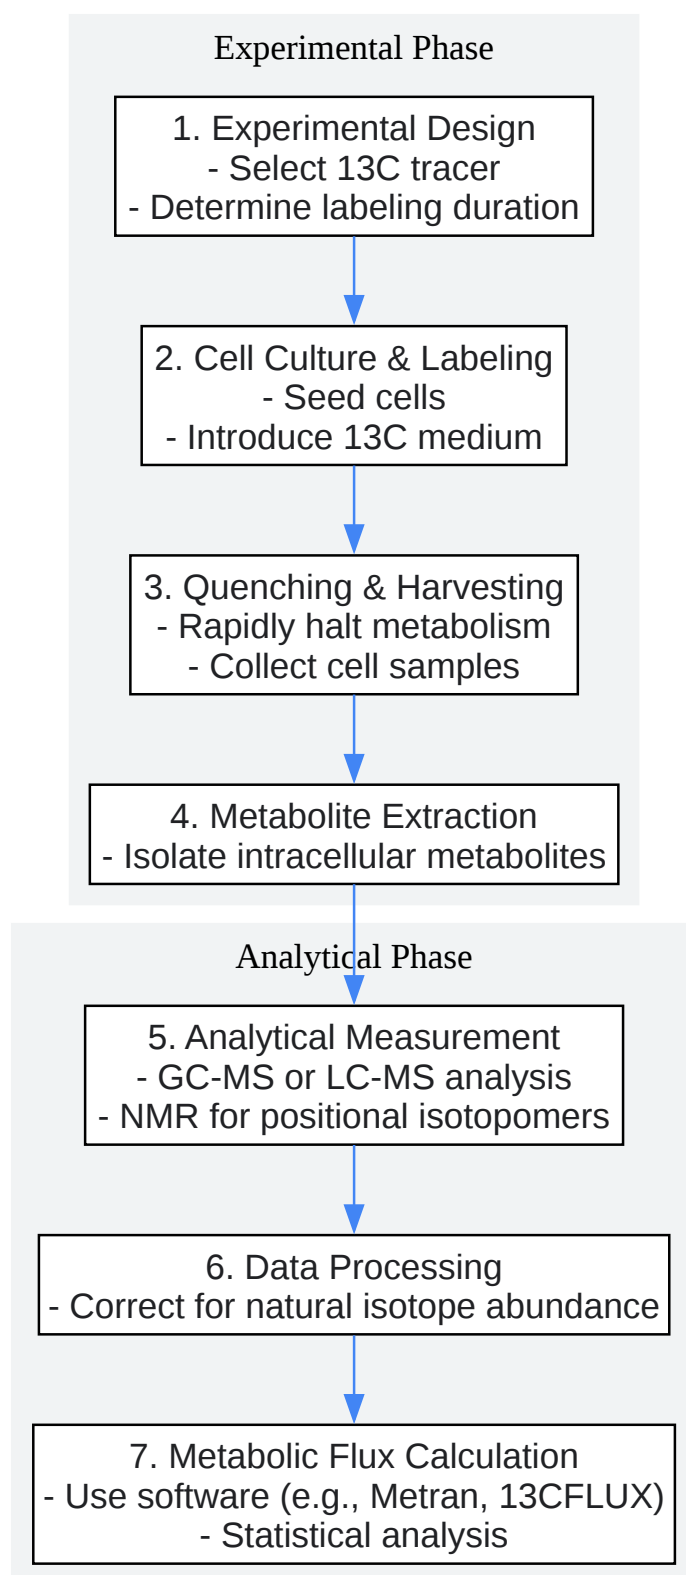 Experimental Phase
1. Experimental Design
- Select 13C tracer
- Determine labeling duration
2. Cell Culture & Labeling
- Seed cells
- Introduce 13C medium
3. Quenching & Harvesting
- Rapidly halt metabolism
- Collect cell samples
4. Metabolite Extraction
- Isolate intracellular metabolites
Analytical Phase
5. Analytical Measurement
- GC-MS or LC-MS analysis
- NMR for positional isotopomers
6. Data Processing
- Correct for natural isotope abundance
7. Metabolic Flux Calculation
- Use software (e.g., Metran, 13CFLUX)
- Statistical analysis